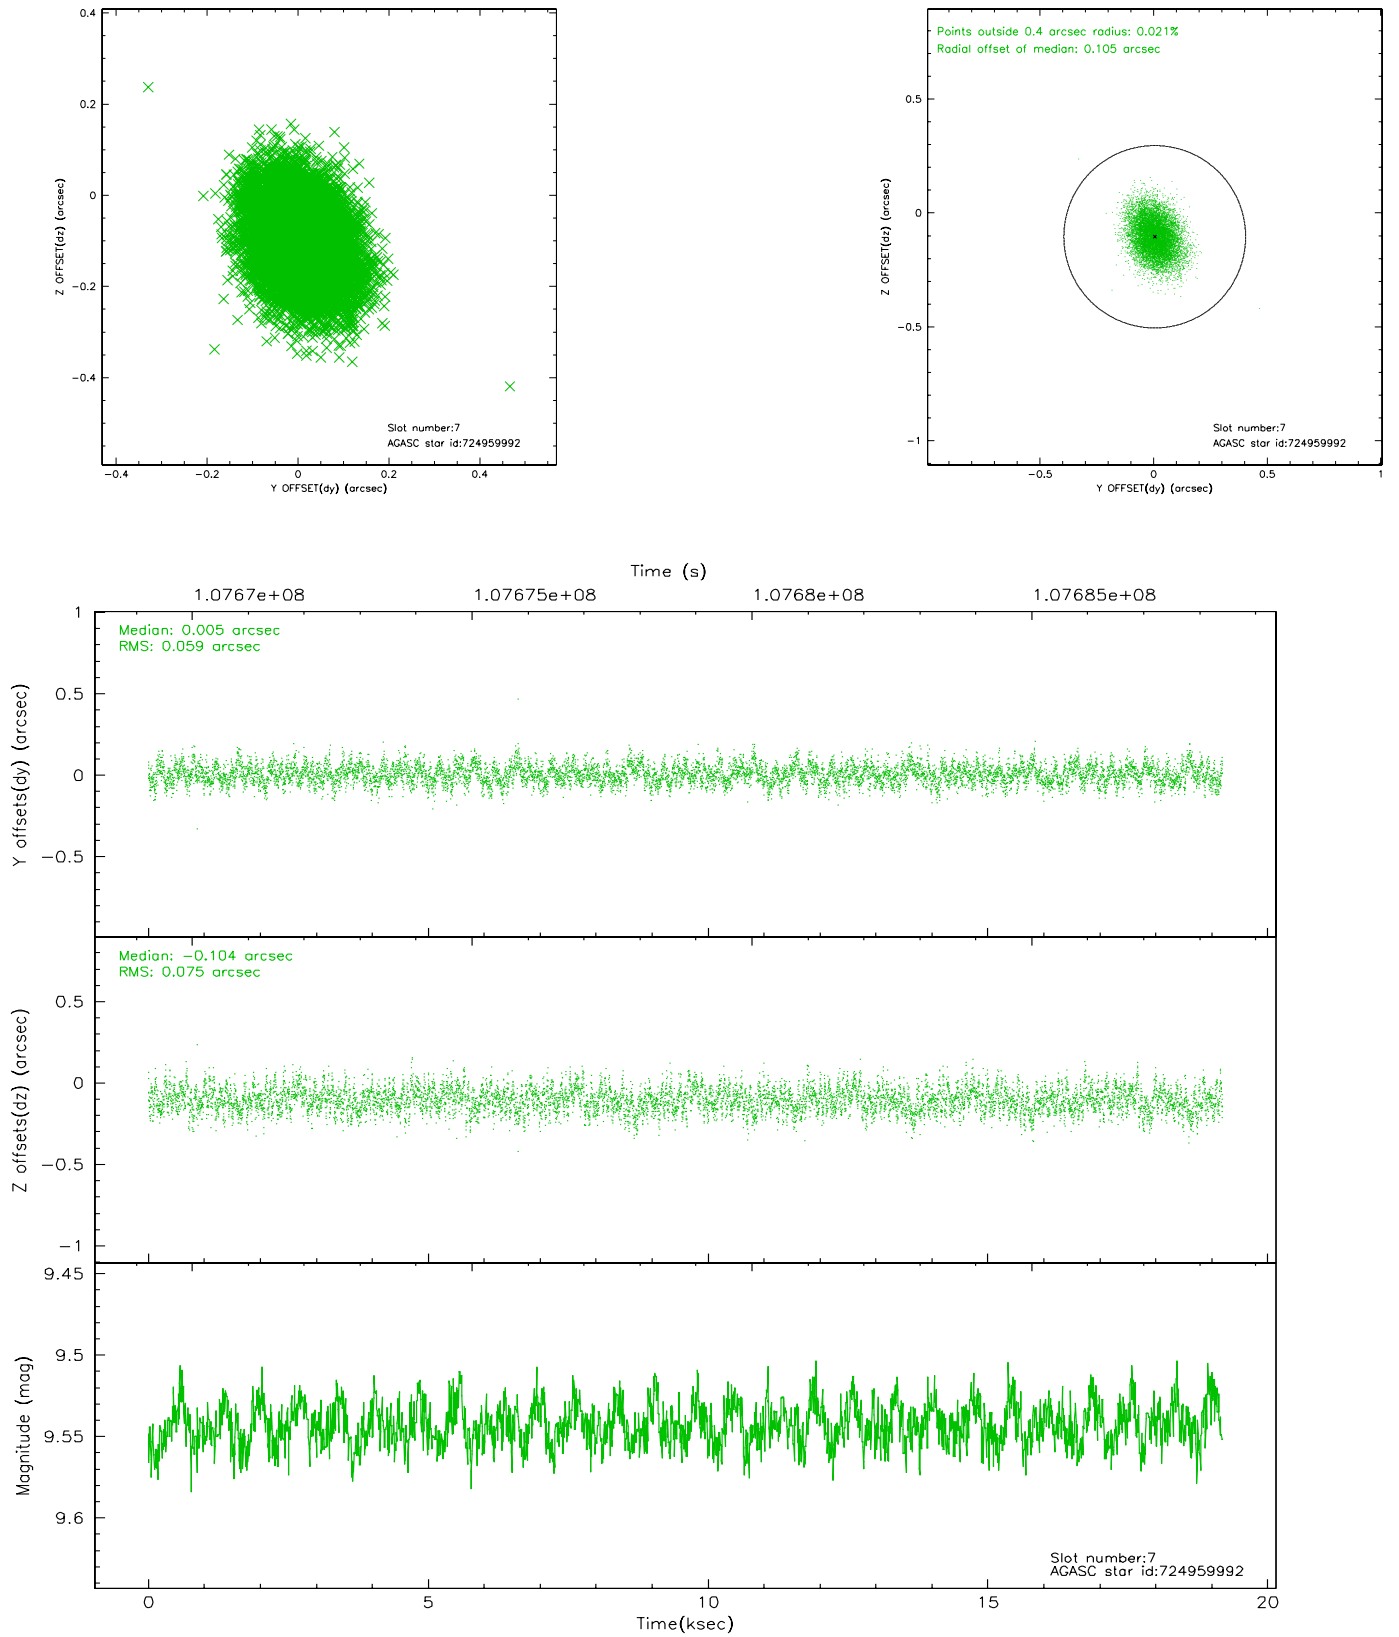 0.4
0.2
0
-0.2
-0.4
Z OFFSET(dz) (arcsec)
Slot number:7
AGASC star id:724959992
-0.4 -0.2 0 0.2 0.4
Y OFFSET(dy) (arcsec)
Points outside 0.4 arcsec radius: 0.021%
Radial offset of median: 0.105 arcsec
0.5
0
-0.5
-1
Z OFFSET(dz) (arcsec)
Slot number:7
AGASC star id:724959992
-0.5 0 0.5 1
Y OFFSET(dy) (arcsec)
Time (s)
1.0767e+08 1.07675e+08 1.0768e+08 1.07685e+08
Median: 0.005 arcsec
RMS: 0.059 arcsec
1
0.5
0
-0.5
Y offsets(dy) (arcsec)
Median: -0.104 arcsec
RMS: 0.075 arcsec
0.5
0
-0.5
-1
Z offsets(dz) (arcsec)
9.45
9.5
9.55
9.6
Magnitude (mag)
Slot number:7
AGASC star id:724959992
0 5 10 15 20
Time(ksec)